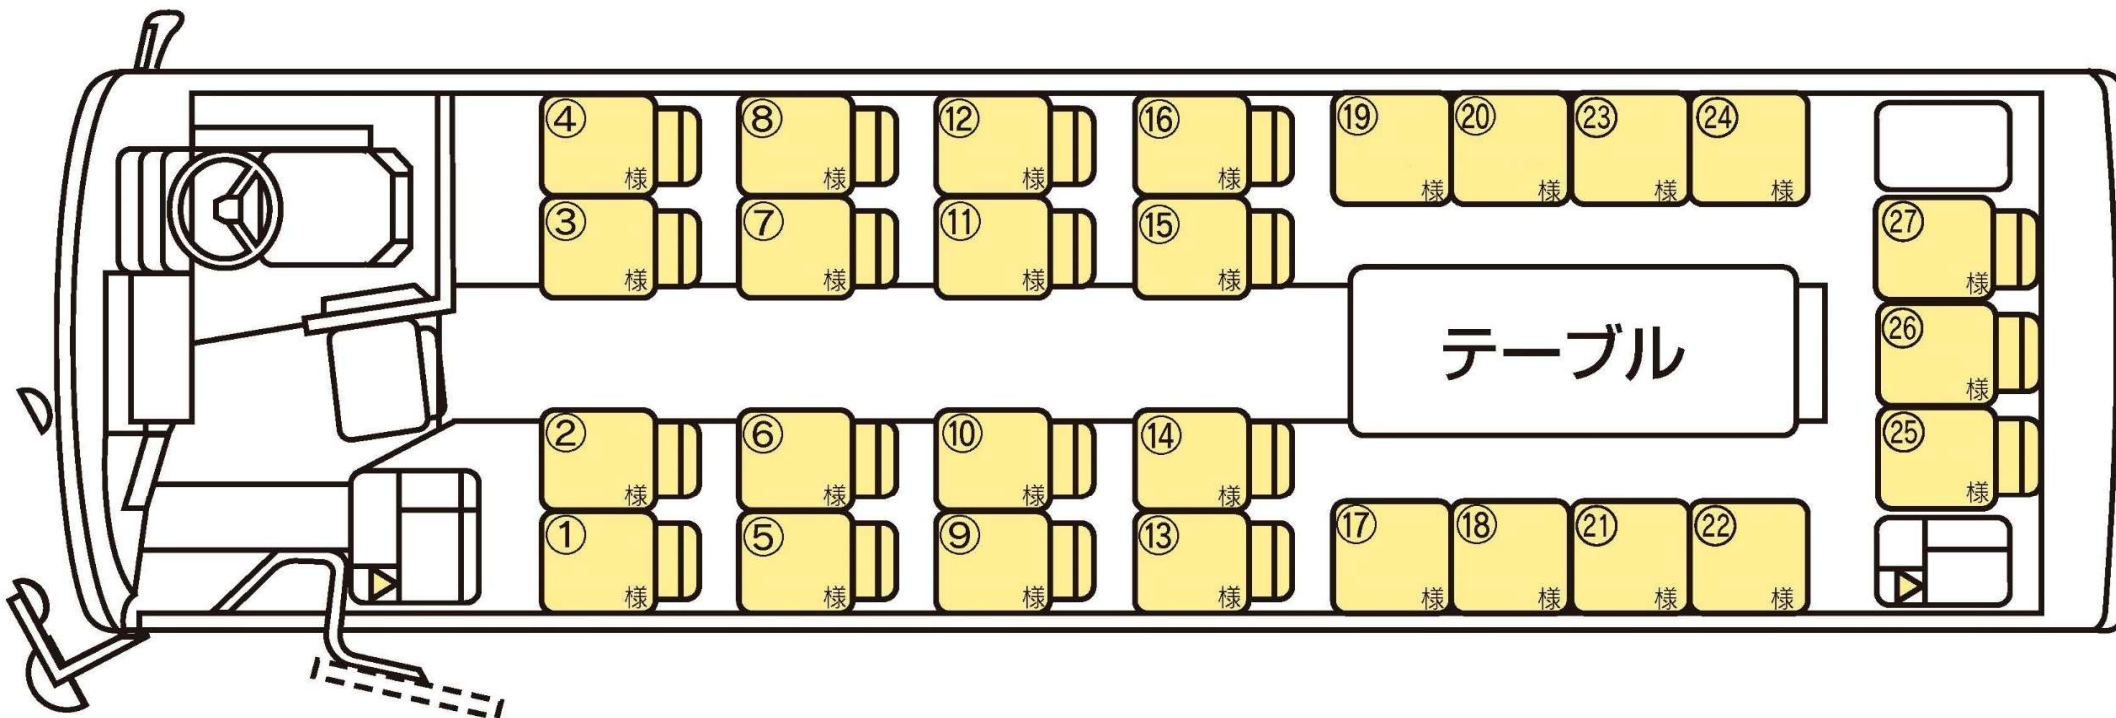 ④ ⑧ ⑫ ⑯ ⑲ ⑳ ㉓ ㉔
様 様 様 様 様 様 様 様
③ ⑦ ⑪ ⑮ ㉗
様 様 様 様 様
テーブル
㉖
様
② ⑥ ⑩ ⑭ ㉕
様 様 様 様 様
① ⑤ ⑨ ⑬ ⑰ ⑱ ㉑ ㉒
様 様 様 様 様 様 様 様